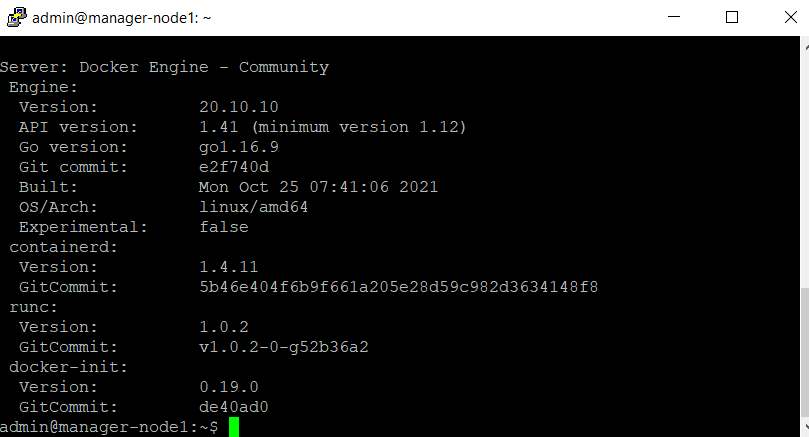 admin@manager-node1: ~
Server: Docker Engine - Community
Engine:
Version: 20.10.10
API version: 1.41 (minimum version 1.12)
Go version: go1.16.9
Git commit: e2f740d
Built: Mon Oct 25 07:41:06 2021
OS/Arch: linux/amd64
Experimental: false
containerd:
Version: 1.4.11
GitCommit: 5b46e404f6b9f661a205e28d59c982d3634148f8
runc:
Version: 1.0.2
GitCommit: v1.0.2-0-g52b36a2
docker-init:
Version: 0.19.0
GitCommit: de40ad0
admin@manager-node1:~$